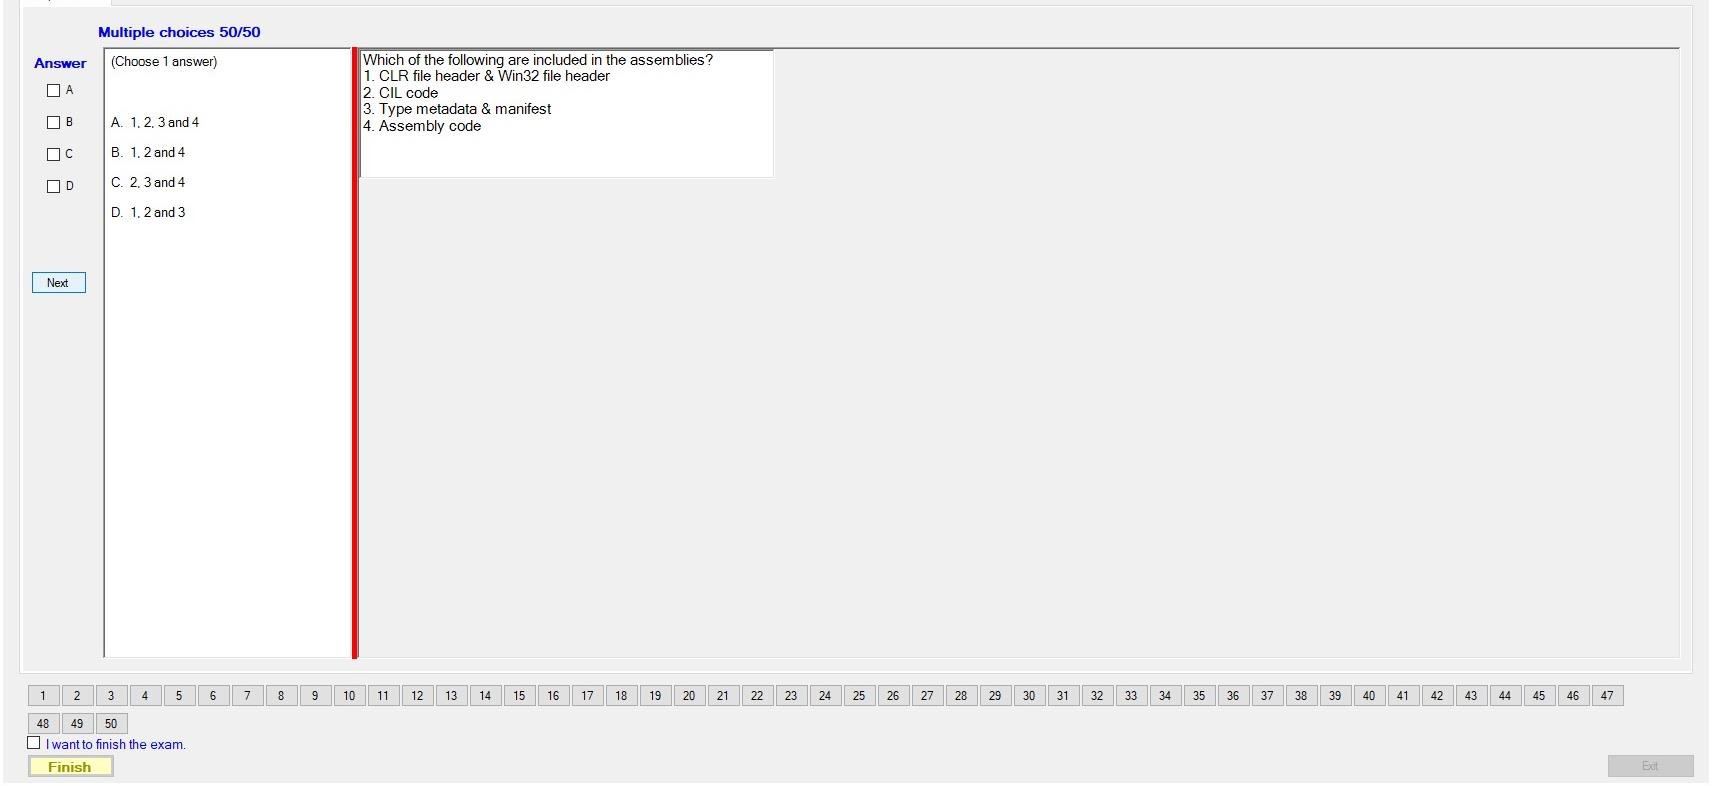 Multiple choices 50/50
Answer
A
B
C
D
Next
(Choose 1 answer)
A. 1, 2, 3 and 4
B. 1, 2 and 4
C. 2, 3 and 4
D. 1, 2 and 3
Which of the following are included in the assemblies?
1. CLR file header & Win32 file header
2. CIL code
3. Type metadata & manifest
4. Assembly code
1 2 3 4 5 6 7 8 9 10 11 12 13 14 15 16 17 18 19 20 21 22 23 24 25 26 27 28 29 30 31 32 33 34 35 36 37 38 39 40 41 42 43 44 45 46 47
48 49 50
I want to finish the exam.
Finish
Exit